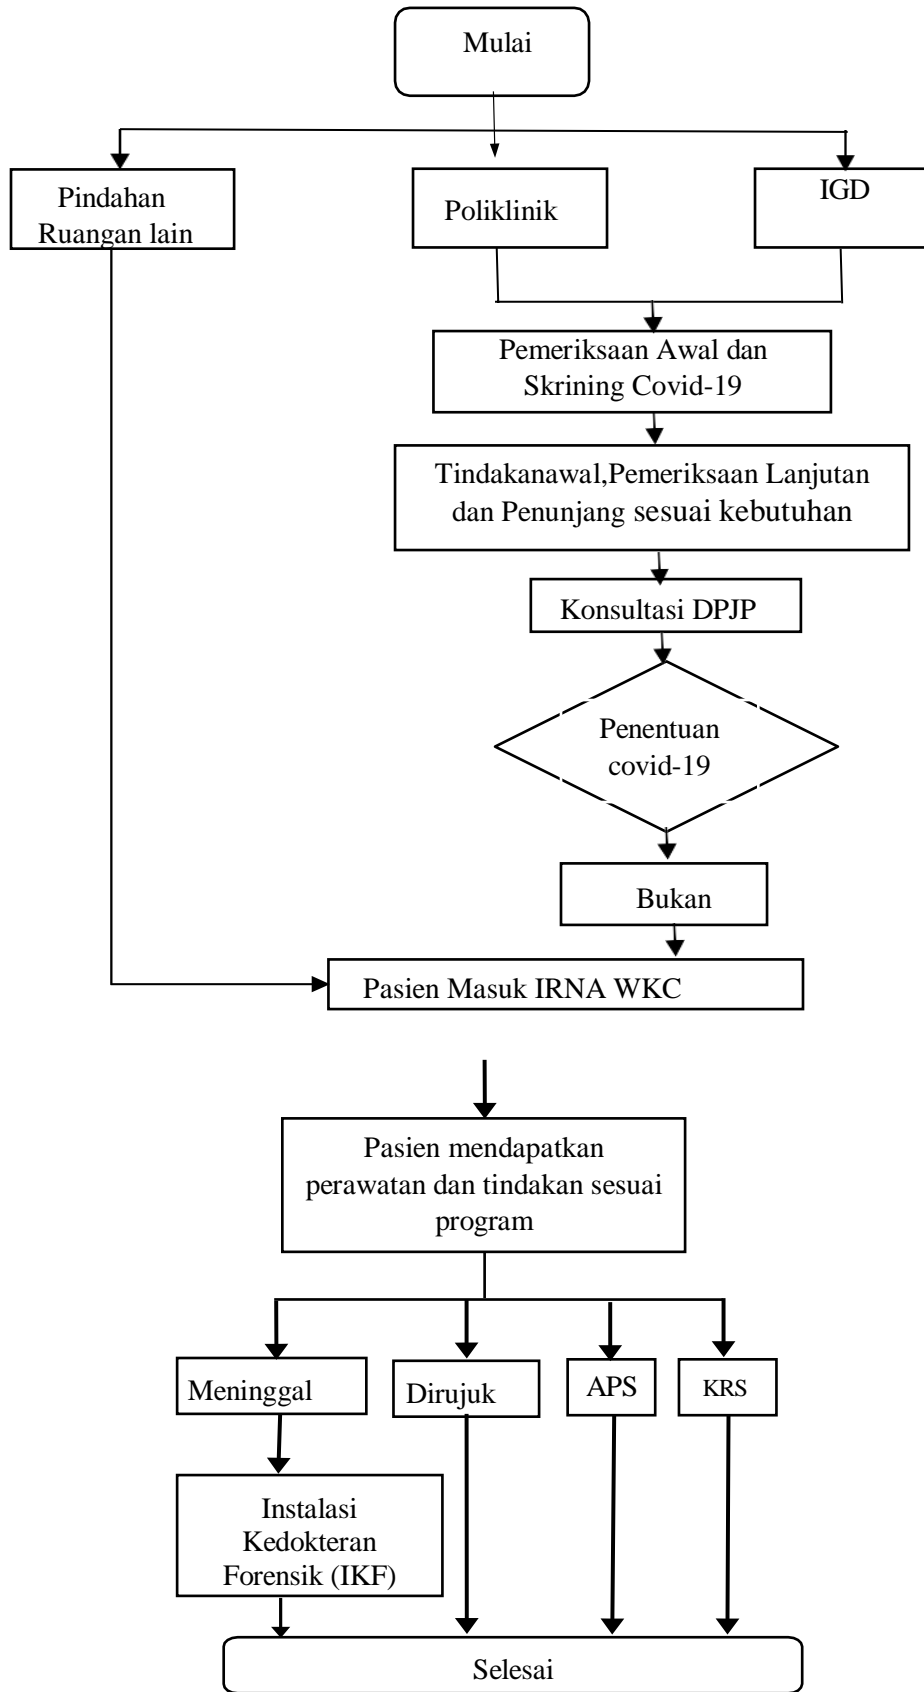 Mulai
Pindahan
Ruangan lain
Poliklinik
IGD
Pemeriksaan Awal dan
Skrining Covid-19
Tindakanawal,Pemeriksaan Lanjutan
dan Penunjang sesuai kebutuhan
Konsultasi DPJP
Penentuan
covid-19
Bukan
Pasien Masuk IRNA WKC
Pasien mendapatkan
perawatan dan tindakan sesuai
program
Meninggal
Dirujuk
APS
KRS
Instalasi
Kedokteran
Forensik (IKF)
Selesai